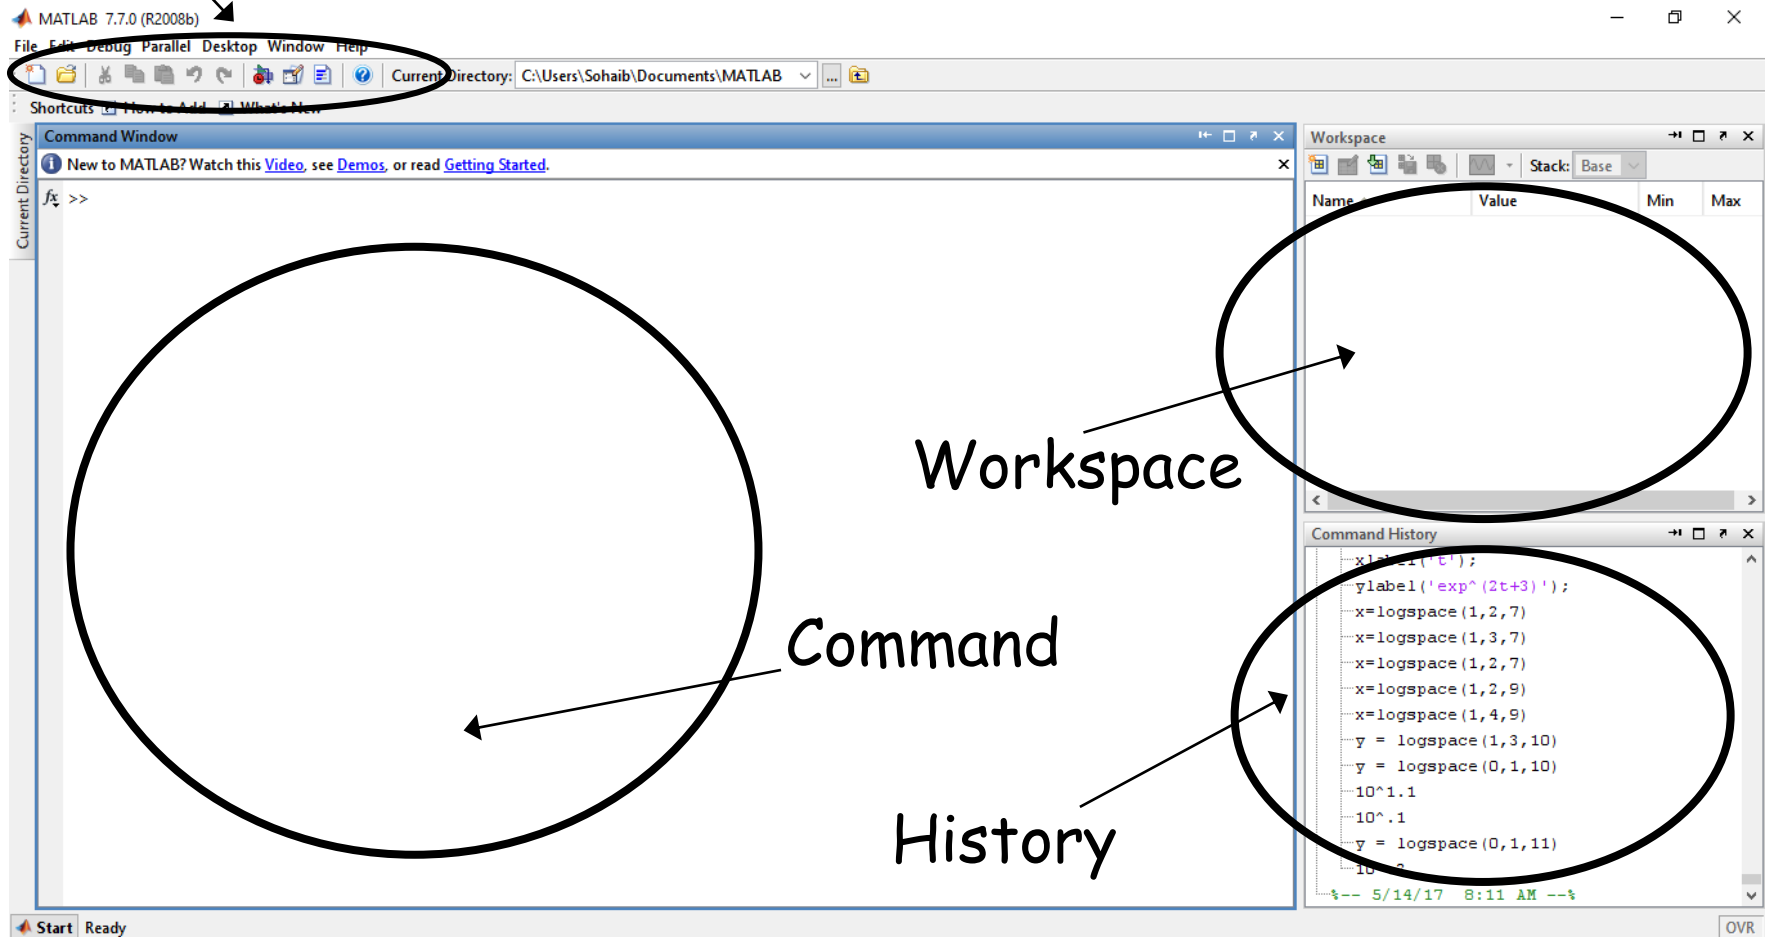 MATLAB 7.7.0 (R2008b)
File Edit Debug Parallel Desktop Window Help
Current Directory: C:\Users\Sohaib\Documents\MATLAB ...
Shortcuts How to Add What's New
Current Directory
Command Window
New to MATLAB? Watch this Video, see Demos, or read Getting Started.
fx >>
Workspace
Stack: Base
Name Value Min Max
Workspace
Command
History
Command History
xlabel('t');
ylabel('exp^(2t+3)');
x=logspace(1,2,7)
x=logspace(1,3,7)
x=logspace(1,2,7)
x=logspace(1,2,9)
x=logspace(1,4,9)
y = logspace(1,3,10)
y = logspace(0,1,10)
10^1.1
10^.1
y = logspace(0,1,11)
%-- 5/14/17 8:11 AM --%
Start Ready
OVR